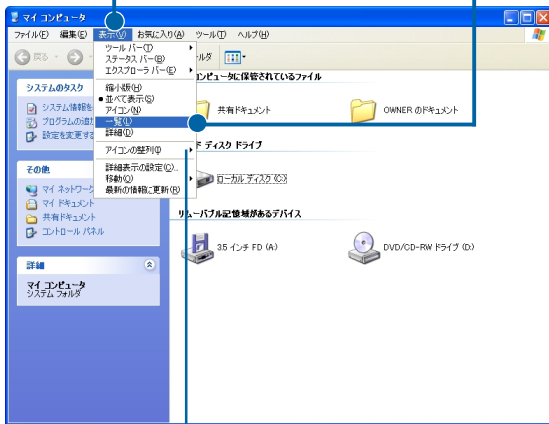 マイ コンピュータ
ファイル(F) 編集(E) 表示(V) お気に入り(A) ツール(T) ヘルプ(H)
戻る
ルダ
ツール バー(T)
ステータス バー(B)
エクスプローラ バー(E)
縮小版(H)
並べて表示(S)
アイコン(N)
一覧(L)
詳細(D)
アイコンの整列(I)
詳細表示の設定(C)...
移動(O)
最新の情報に更新(R)
システムのタスク
システム情報を
プログラムの追
設定を変更す
その他
マイ ネットワーク
マイ ドキュメント
共有ドキュメント
コントロール パネル
詳細
マイ コンピュータ
システム フォルダ
コンピュータに保管されているファイル
共有ドキュメント
OWNER のドキュメント
ド ディスク ドライブ
ローカル ディスク (C:)
リムーバブル記憶域があるデバイス
3.5 インチ FD (A:)
DVD/CD-RW ドライブ (D:)